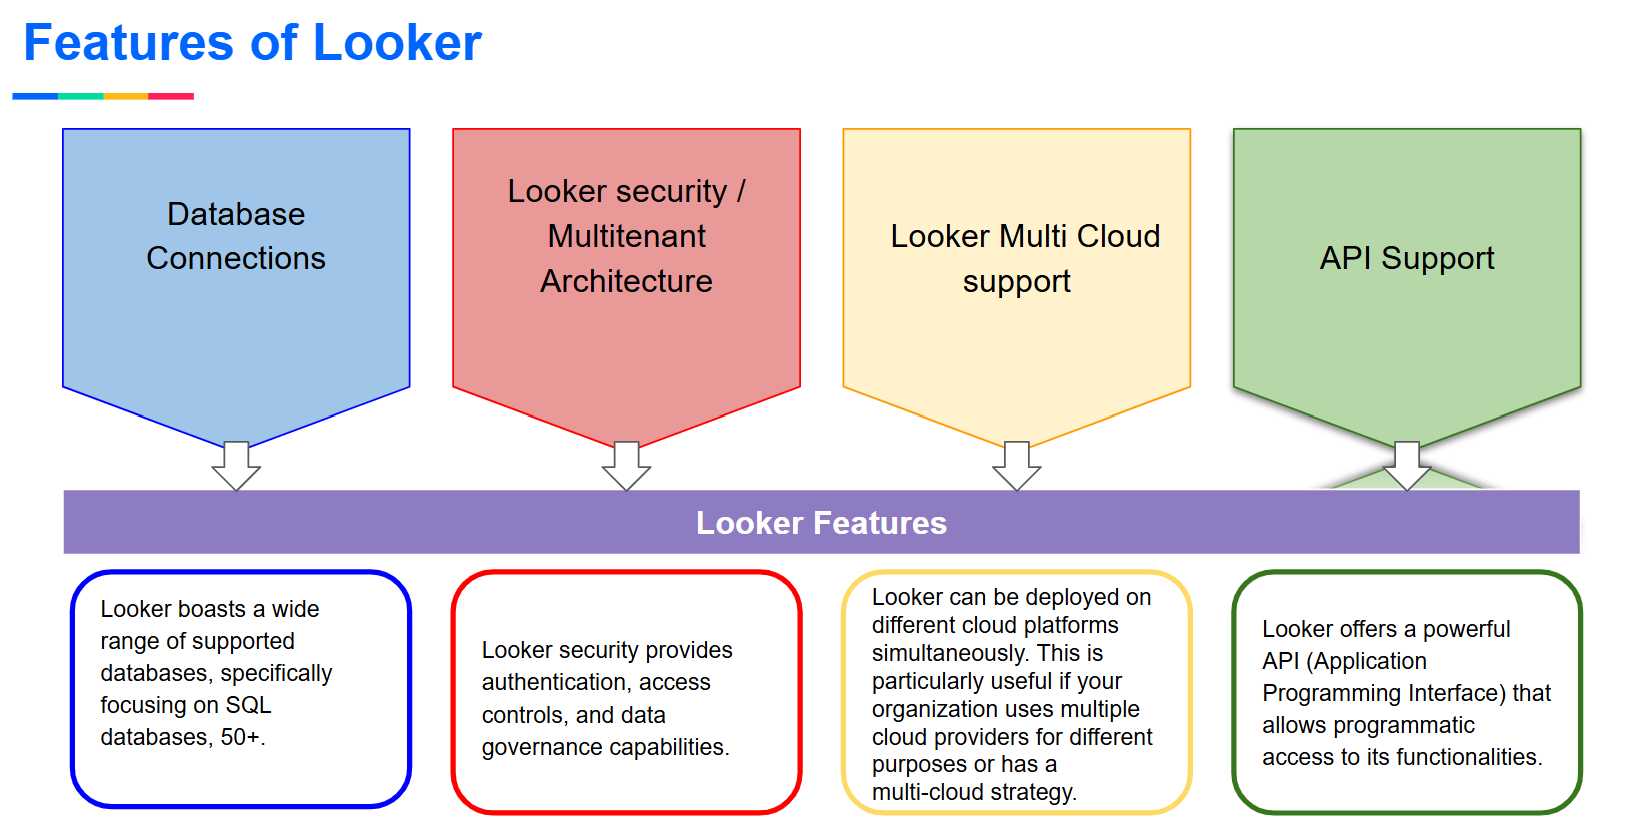 Features of Looker
Database
Connections
Looker security /
Multitenant
Architecture
Looker Multi Cloud
support
API Support
Looker Features
Looker boasts a wide
range of supported
databases, specifically
focusing on SQL
databases, 50+.
Looker security provides
authentication, access
controls, and data
governance capabilities.
Looker can be deployed on
different cloud platforms
simultaneously. This is
particularly useful if your
organization uses multiple
cloud providers for different
purposes or has a
multi-cloud strategy.
Looker offers a powerful
API (Application
Programming Interface) that
allows programmatic
access to its functionalities.